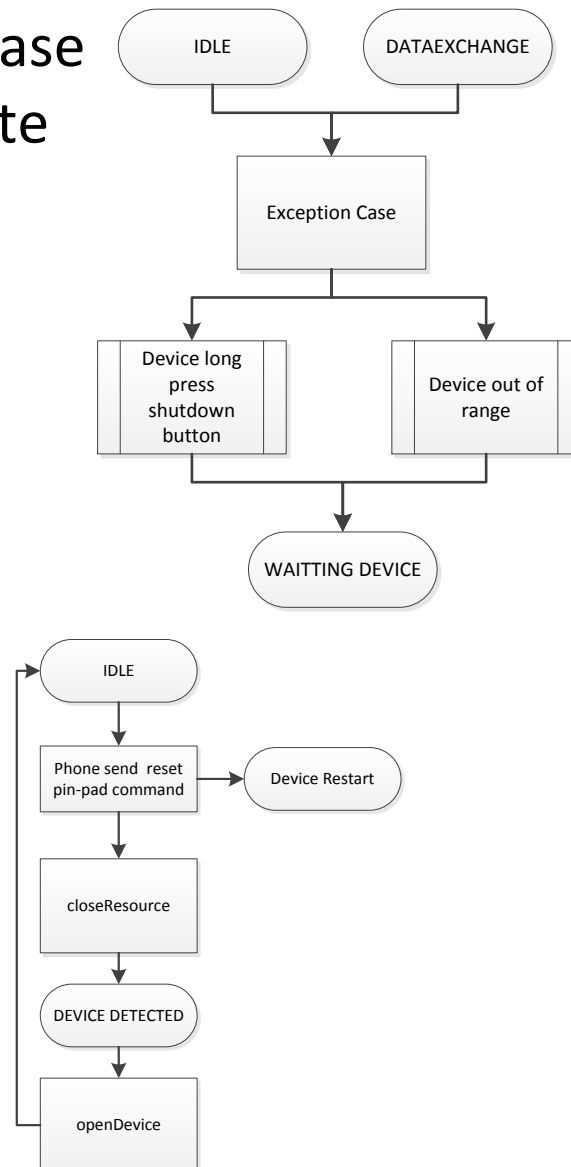 ase
te
IDLE
DATAEXCHANGE
Exception Case
Device long
press
shutdown
button
Device out of
range
WAITTING DEVICE
IDLE
Phone send reset
pin-pad command
Device Restart
closeResource
DEVICE DETECTED
openDevice